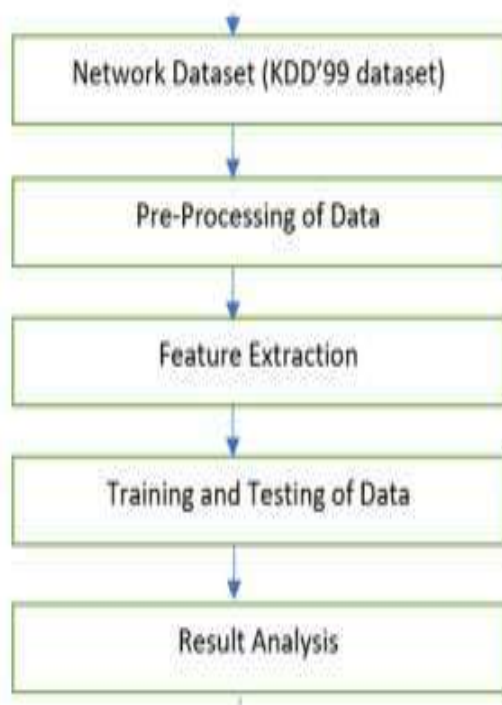 Network Dataset (KDD'99 dataset)
Pre-Processing of Data
Feature Extraction
Training and Testing of Data
Result Analysis